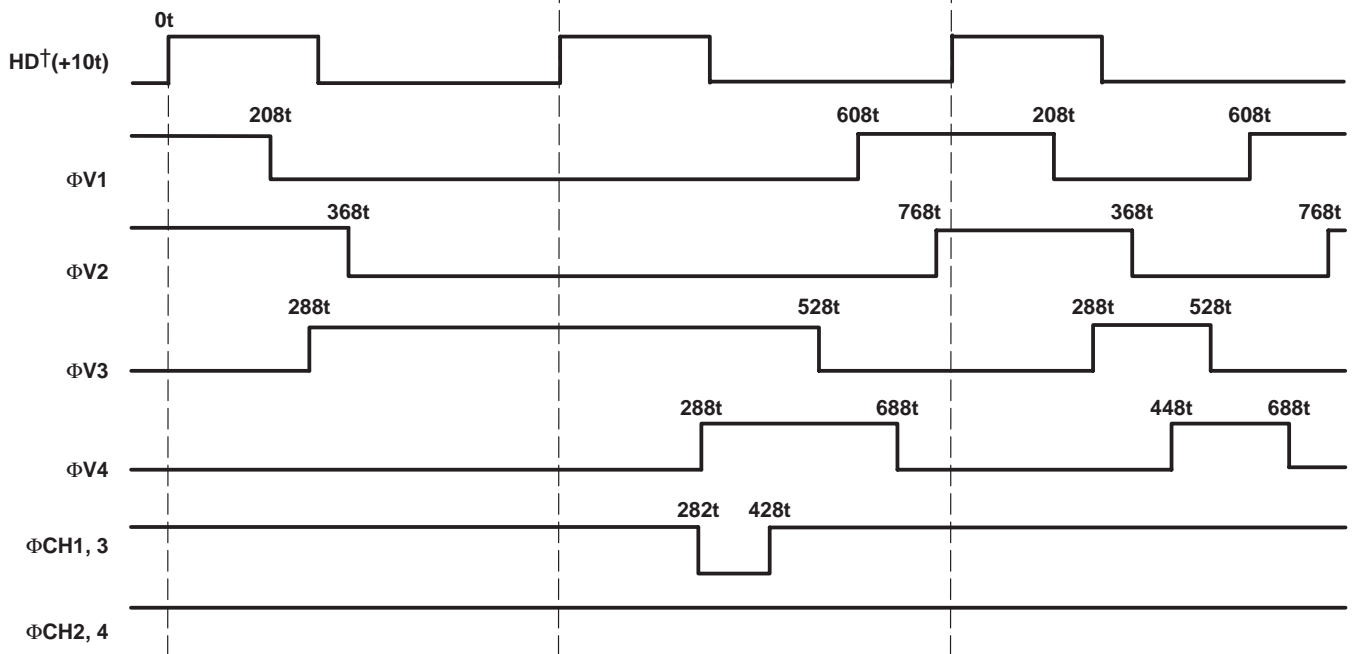 0t
HD†(+10t)
208t 608t 208t 608t
ΦV1
368t 768t 368t 768t
ΦV2
288t 528t 288t 528t
ΦV3
288t 688t 448t 688t
ΦV4
282t 428t
ΦCH1, 3
ΦCH2, 4